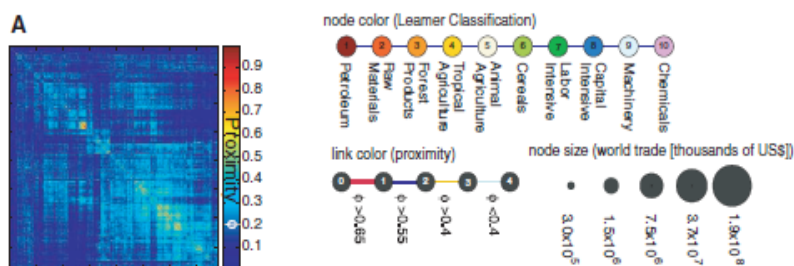 A
0.9
0.8
0.7
0.6
0.5
0.4
0.3
0.2
0.1
Proximity
ϕ
node color (Leamer Classification)
1 2 3 4 5 6 7 8 9 10
Petroleum
Raw
Materials
Forest
Products
Tropical
Agriculture
Animal
Agriculture
Cereals
Labor
Intensive
Capital
Intensive
Machinery
Chemicals
link color (proximity)
0 1 2 3 4
ϕ >0.65
ϕ >0.55
ϕ >0.4
ϕ <0.4
node size (world trade [thousands of US$])
3.0x10⁵
1.5x10⁶
7.5x10⁶
3.7x10⁷
1.9x10⁸